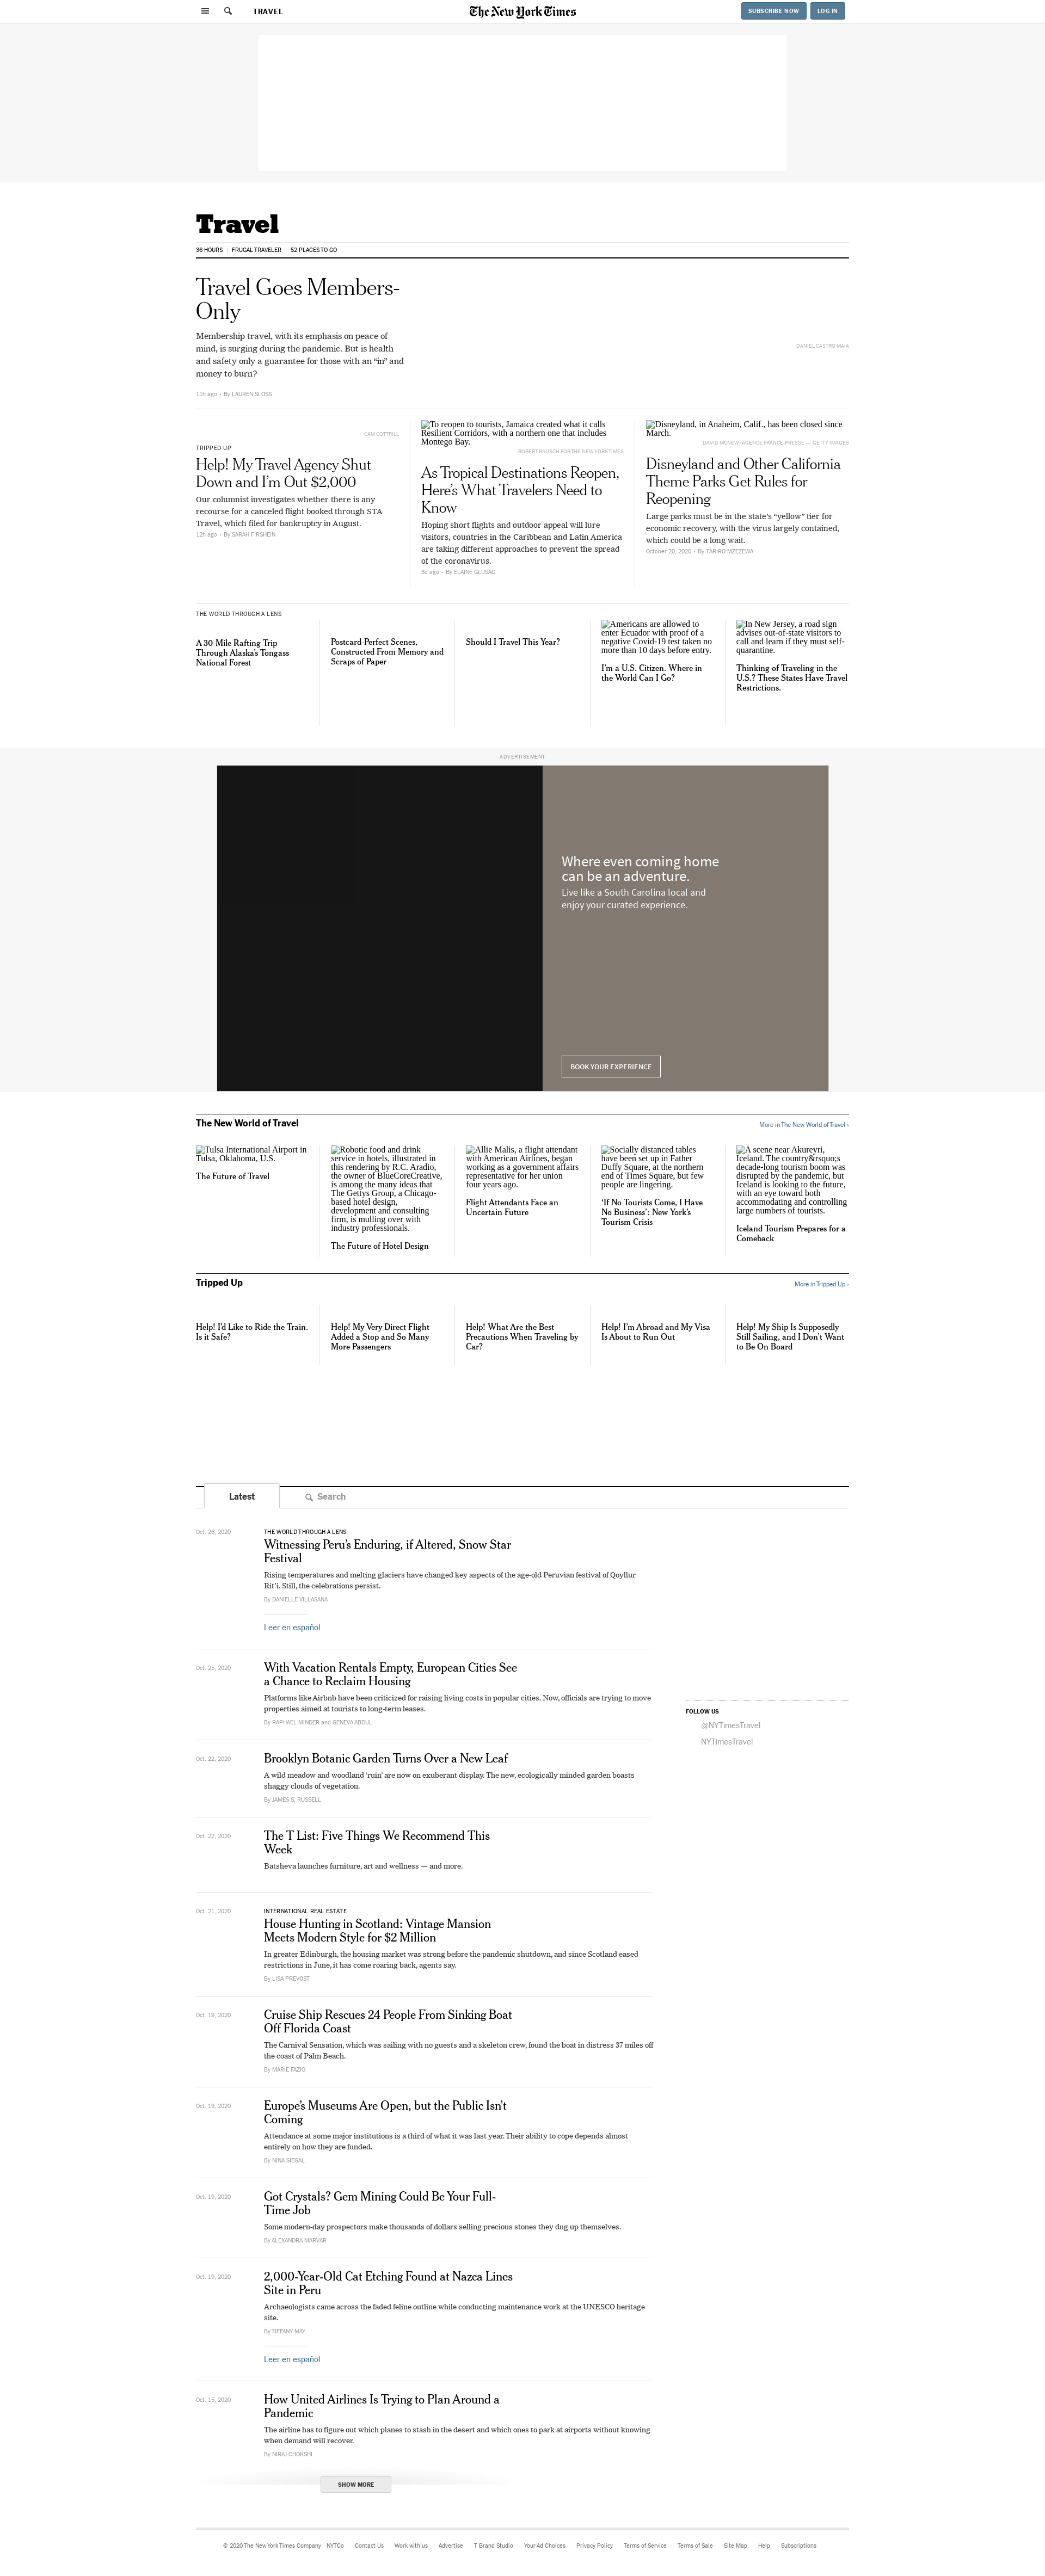 TRAVEL
The New York Times
SUBSCRIBE NOW
LOG IN
Travel
36 HOURS
FRUGAL TRAVELER
52 PLACES TO GO
Travel Goes Members-
Only
Membership travel, with its emphasis on peace of
mind, is surging during the pandemic. But is health
and safety only a guarantee for those with an “in” and
money to burn?
11h ago · By LAUREN SLOSS
DANIEL CASTRO MAIA
CAM COTTRILL
TRIPPED UP
Help! My Travel Agency Shut
Down and I’m Out $2,000
Our columnist investigates whether there is any
recourse for a canceled flight booked through STA
Travel, which filed for bankruptcy in August.
12h ago · By SARAH FIRSHEIN
To reopen to tourists, Jamaica created what it calls
Resilient Corridors, with a northern one that includes
Montego Bay.
ROBERT RAUSCH FOR THE NEW YORK TIMES
As Tropical Destinations Reopen,
Here’s What Travelers Need to
Know
Hoping short flights and outdoor appeal will lure
visitors, countries in the Caribbean and Latin America
are taking different approaches to prevent the spread
of the coronavirus.
3d ago · By ELAINE GLUSAC
Disneyland, in Anaheim, Calif., has been closed since
March.
DAVID MCNEW/AGENCE FRANCE-PRESSE — GETTY IMAGES
Disneyland and Other California
Theme Parks Get Rules for
Reopening
Large parks must be in the state’s “yellow” tier for
economic recovery, with the virus largely contained,
which could be a long wait.
October 20, 2020 · By TARIRO MZEZEWA
THE WORLD THROUGH A LENS
A 30-Mile Rafting Trip
Through Alaska’s Tongass
National Forest
Postcard-Perfect Scenes,
Constructed From Memory and
Scraps of Paper
Should I Travel This Year?
Americans are allowed to
enter Ecuador with proof of a
negative Covid-19 test taken no
more than 10 days before entry.
I’m a U.S. Citizen. Where in
the World Can I Go?
In New Jersey, a road sign
advises out-of-state visitors to
call and learn if they must self-
quarantine.
Thinking of Traveling in the
U.S.? These States Have Travel
Restrictions.
ADVERTISEMENT
Where even coming home
can be an adventure.
Live like a South Carolina local and
enjoy your curated experience.
BOOK YOUR EXPERIENCE
The New World of Travel
More in The New World of Travel ›
Tulsa International Airport in
Tulsa, Oklahoma, U.S.
The Future of Travel
Robotic food and drink
service in hotels, illustrated in
this rendering by R.C. Aradio,
the owner of BlueCoreCreative,
is among the many ideas that
The Gettys Group, a Chicago-
based hotel design,
development and consulting
firm, is mulling over with
industry professionals.
The Future of Hotel Design
Allie Malis, a flight attendant
with American Airlines, began
working as a government affairs
representative for her union
four years ago.
Flight Attendants Face an
Uncertain Future
Socially distanced tables
have been set up in Father
Duffy Square, at the northern
end of Times Square, but few
people are lingering.
‘If No Tourists Come, I Have
No Business’: New York’s
Tourism Crisis
A scene near Akureyri,
Iceland. The country&rsquo;s
decade-long tourism boom was
disrupted by the pandemic, but
Iceland is looking to the future,
with an eye toward both
accommodating and controlling
large numbers of tourists.
Iceland Tourism Prepares for a
Comeback
Tripped Up
More in Tripped Up ›
Help! I’d Like to Ride the Train.
Is it Safe?
Help! My Very Direct Flight
Added a Stop and So Many
More Passengers
Help! What Are the Best
Precautions When Traveling by
Car?
Help! I’m Abroad and My Visa
Is About to Run Out
Help! My Ship Is Supposedly
Still Sailing, and I Don’t Want
to Be On Board
Latest
Search
Oct. 26, 2020
THE WORLD THROUGH A LENS
Witnessing Peru’s Enduring, if Altered, Snow Star
Festival
Rising temperatures and melting glaciers have changed key aspects of the age-old Peruvian festival of Qoyllur
Rit’i. Still, the celebrations persist.
By DANIELLE VILLASANA
Leer en español
Oct. 25, 2020
With Vacation Rentals Empty, European Cities See
a Chance to Reclaim Housing
Platforms like Airbnb have been criticized for raising living costs in popular cities. Now, officials are trying to move
properties aimed at tourists to long-term leases.
By RAPHAEL MINDER and GENEVA ABDUL
FOLLOW US
@NYTimesTravel
NYTimesTravel
Oct. 22, 2020
Brooklyn Botanic Garden Turns Over a New Leaf
A wild meadow and woodland ‘ruin’ are now on exuberant display. The new, ecologically minded garden boasts
shaggy clouds of vegetation.
By JAMES S. RUSSELL
Oct. 22, 2020
The T List: Five Things We Recommend This
Week
Batsheva launches furniture, art and wellness — and more.
Oct. 21, 2020
INTERNATIONAL REAL ESTATE
House Hunting in Scotland: Vintage Mansion
Meets Modern Style for $2 Million
In greater Edinburgh, the housing market was strong before the pandemic shutdown, and since Scotland eased
restrictions in June, it has come roaring back, agents say.
By LISA PREVOST
Oct. 19, 2020
Cruise Ship Rescues 24 People From Sinking Boat
Off Florida Coast
The Carnival Sensation, which was sailing with no guests and a skeleton crew, found the boat in distress 37 miles off
the coast of Palm Beach.
By MARIE FAZIO
Oct. 19, 2020
Europe’s Museums Are Open, but the Public Isn’t
Coming
Attendance at some major institutions is a third of what it was last year. Their ability to cope depends almost
entirely on how they are funded.
By NINA SIEGAL
Oct. 19, 2020
Got Crystals? Gem Mining Could Be Your Full-
Time Job
Some modern-day prospectors make thousands of dollars selling precious stones they dug up themselves.
By ALEXANDRA MARVAR
Oct. 19, 2020
2,000-Year-Old Cat Etching Found at Nazca Lines
Site in Peru
Archaeologists came across the faded feline outline while conducting maintenance work at the UNESCO heritage
site.
By TIFFANY MAY
Leer en español
Oct. 15, 2020
How United Airlines Is Trying to Plan Around a
Pandemic
The airline has to figure out which planes to stash in the desert and which ones to park at airports without knowing
when demand will recover.
By NIRAJ CHOKSHI
SHOW MORE
© 2020 The New York Times Company NYTCo Contact Us Work with us Advertise T Brand Studio Your Ad Choices Privacy Policy Terms of Service Terms of Sale Site Map Help Subscriptions